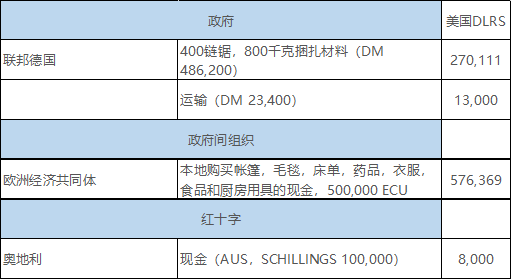 政府 美国DLRS
联邦德国 400链锯，800千克捆扎材料（DM 486,200） 270,111
运输（DM 23,400） 13,000
政府间组织
欧洲经济共同体 本地购买帐篷，毛毯，床单，药品，衣服，食品和厨房用具的现金，500,000 ECU 576,369
红十字
奥地利 现金（AUS，SCHILLINGS 100,000） 8,000